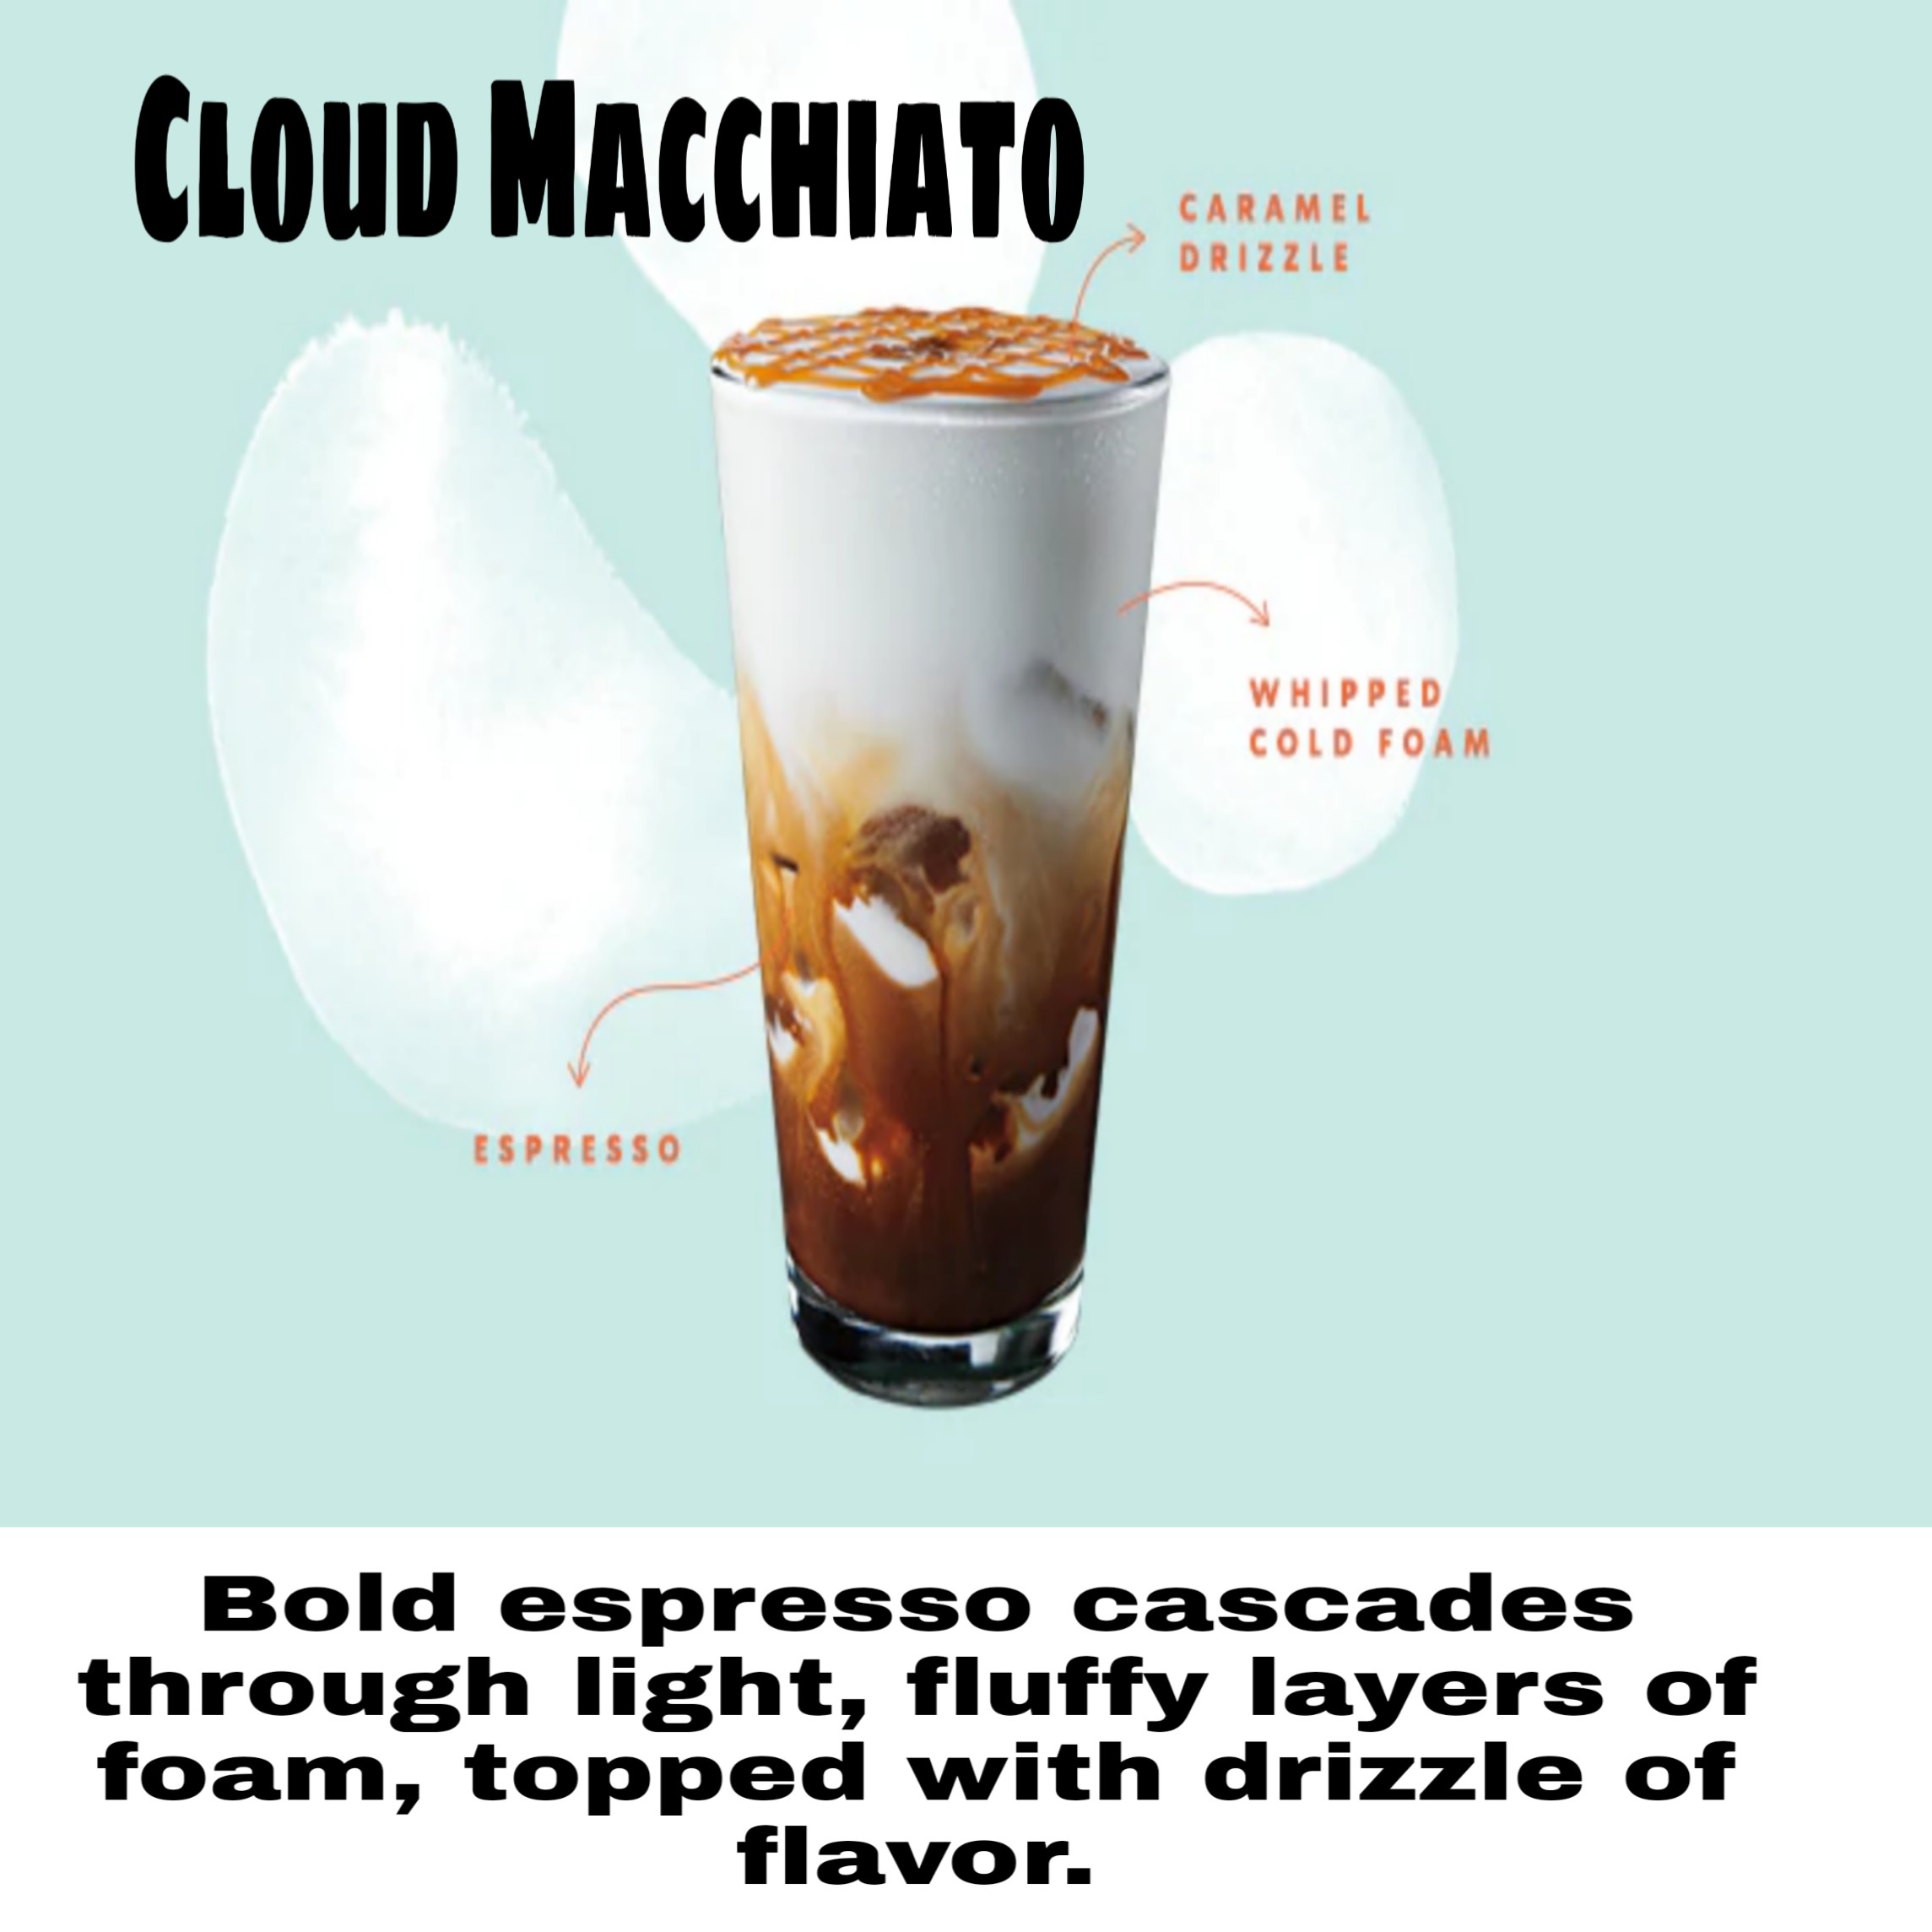 Cloud Macchiato
CARAMEL
DRIZZLE
WHIPPED
COLD FOAM
ESPRESSO
Bold espresso cascades
through light, fluffy layers of
foam, topped with drizzle of
flavor.